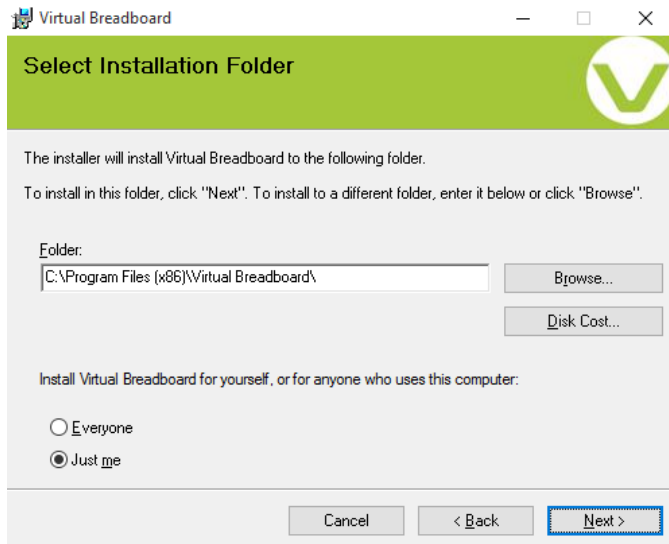 Virtual Breadboard
Select Installation Folder
The installer will install Virtual Breadboard to the following folder.
To install in this folder, click "Next". To install to a different folder, enter it below or click "Browse".
Folder:
C:\Program Files (x86)\Virtual Breadboard\
Browse...
Disk Cost...
Install Virtual Breadboard for yourself, or for anyone who uses this computer:
Everyone
Just me
Cancel
< Back
Next >